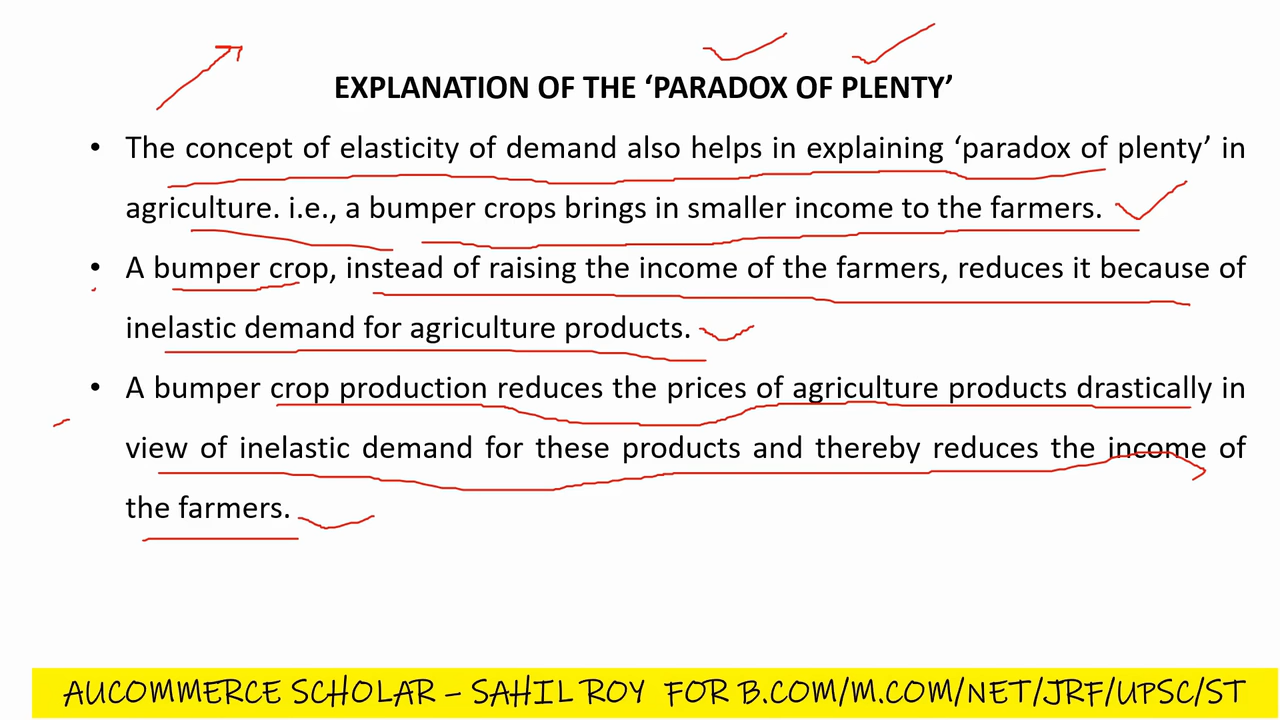 EXPLANATION OF THE ‘PARADOX OF PLENTY’
• The concept of elasticity of demand also helps in explaining ‘paradox of plenty’ in
agriculture. i.e., a bumper crops brings in smaller income to the farmers.
• A bumper crop, instead of raising the income of the farmers, reduces it because of
inelastic demand for agriculture products.
• A bumper crop production reduces the prices of agriculture products drastically in
view of inelastic demand for these products and thereby reduces the income of
the farmers.
AUCOMMERCE SCHOLAR – SAHIL ROY FOR B.COM/M.COM/NET/JRF/UPSC/ST